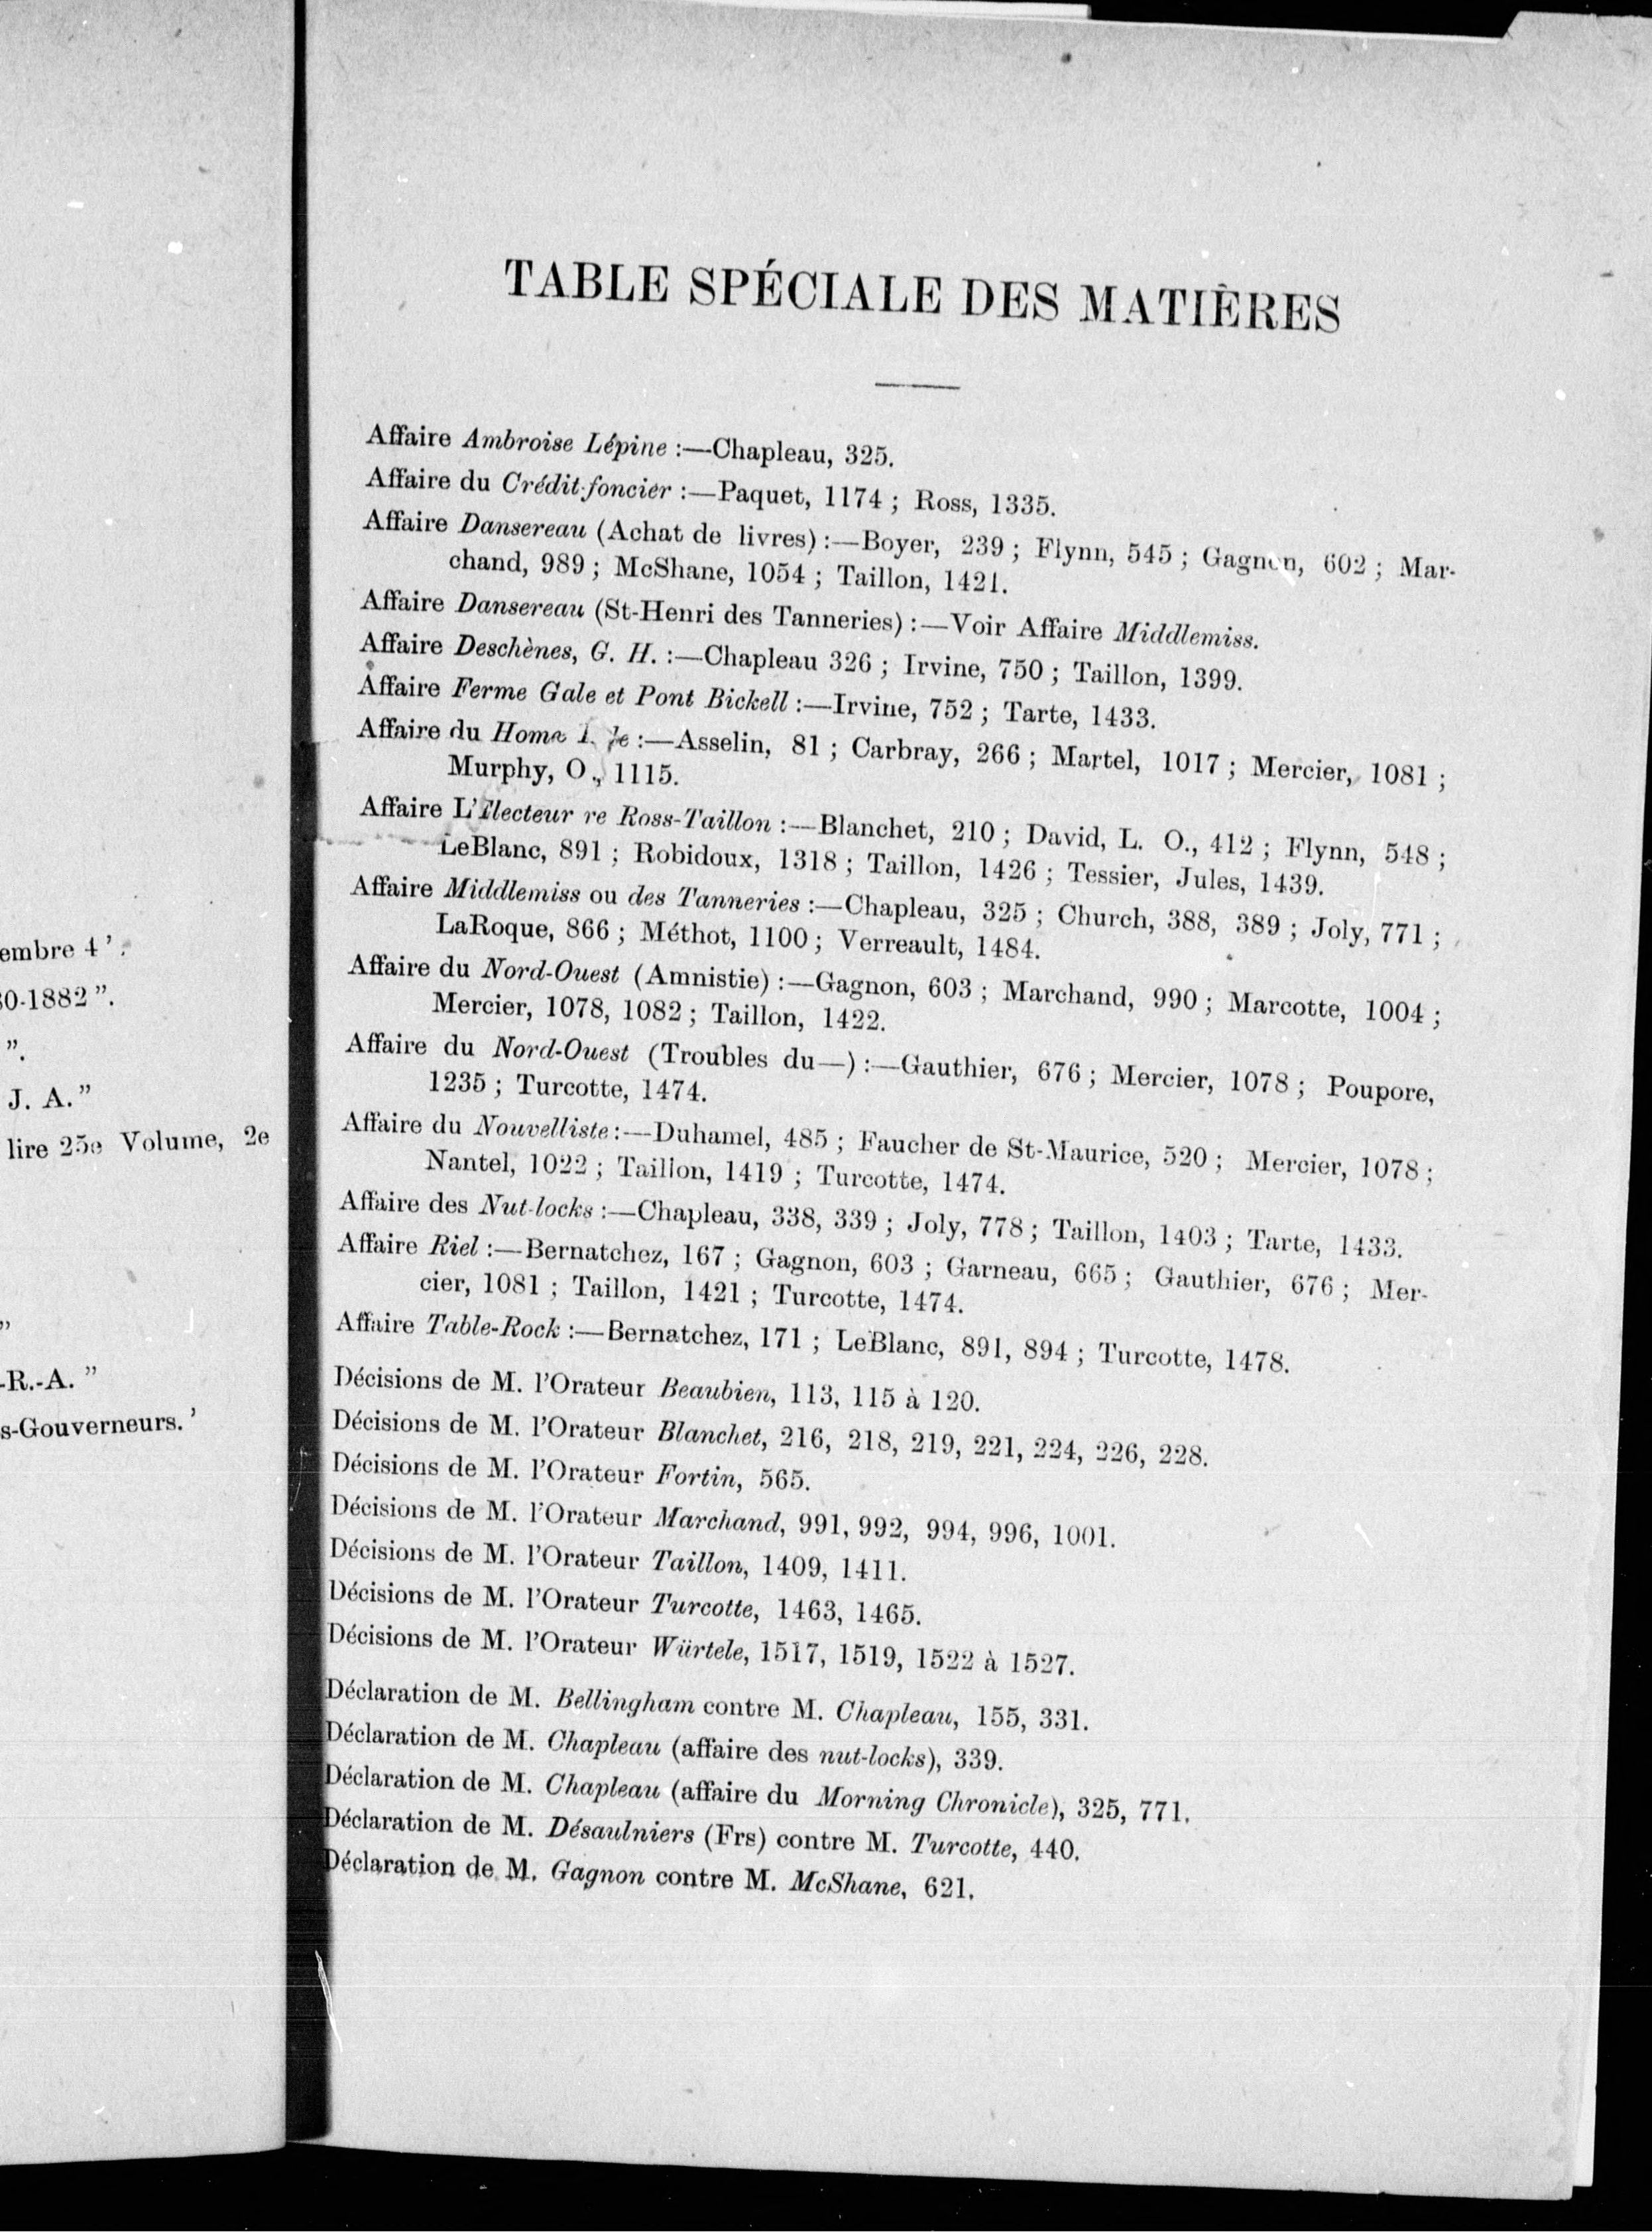 embre 4'.
30-1882".
".
J. A."
lire 25e Volume, 2e
"
-R.-A. "
s-Gouverneurs.'
TABLE SPÉCIALE DES MATIÈRES
Affaire Ambroise Lépine :—Chapleau, 325.
Affaire du Crédit-foncier :—Paquet, 1174 ; Ross, 1335.
Affaire Dansereau (Achat de livres) :—Boyer, 239 ; Flynn, 545 ; Gagnon, 602 ; Mar-
chand, 989 ; McShane, 1054 ; Taillon, 1421.
Affaire Dansereau (St-Henri des Tanneries) :—Voir Affaire Middlemiss.
Affaire Deschènes, G. H. :—Chapleau 326 ; Irvine, 750 ; Taillon, 1399.
Affaire Ferme Gale et Pont Bickell :—Irvine, 752 ; Tarte, 1433.
Affaire du Home :—Asselin, 81 ; Carbray, 266 ; Martel, 1017 ; Mercier, 1081 ;
Murphy, O., 1115.
Affaire L'Electeur re Ross-Taillon :—Blanchet, 210 ; David, L. O., 412 ; Flynn, 548 ;
LeBlanc, 891 ; Robidoux, 1318 ; Taillon, 1426 ; Tessier, Jules, 1439.
Affaire Middlemiss ou des Tanneries :—Chapleau, 325 ; Church, 388, 389 ; Joly, 771 ;
LaRoque, 866 ; Méthot, 1100 ; Verreault, 1484.
Affaire du Nord-Ouest (Amnistie) :—Gagnon, 603 ; Marchand, 990 ; Marcotte, 1004 ;
Mercier, 1078, 1082 ; Taillon, 1422.
Affaire du Nord-Ouest (Troubles du—) :—Gauthier, 676 ; Mercier, 1078 ; Poupore,
1235 ; Turcotte, 1474.
Affaire du Nouvelliste :—Duhamel, 485 ; Faucher de St-Maurice, 520 ; Mercier, 1078 ;
Nantel, 1022 ; Taillon, 1419 ; Turcotte, 1474.
Affaire des Nut-locks :—Chapleau, 338, 339 ; Joly, 778 ; Taillon, 1403 ; Tarte, 1433.
Affaire Riel :—Bernatchez, 167 ; Gagnon, 603 ; Garneau, 665 ; Gauthier, 676 ; Mer-
cier, 1081 ; Taillon, 1421 ; Turcotte, 1474.
Affaire Table-Rock :—Bernatchez, 171 ; LeBlanc, 891, 894 ; Turcotte, 1478.
Décisions de M. l'Orateur Beaubien, 113, 115 à 120.
Décisions de M. l'Orateur Blanchet, 216, 218, 219, 221, 224, 226, 228.
Décisions de M. l'Orateur Fortin, 565.
Décisions de M. l'Orateur Marchand, 991, 992, 994, 996, 1001.
Décisions de M. l'Orateur Taillon, 1409, 1411.
Décisions de M. l'Orateur Turcotte, 1463, 1465.
Décisions de M. l'Orateur Würtele, 1517, 1519, 1522 à 1527.
Déclaration de M. Bellingham contre M. Chapleau, 155, 331.
Déclaration de M. Chapleau (affaire des nut-locks), 339.
Déclaration de M. Chapleau (affaire du Morning Chronicle), 325, 771.
Déclaration de M. Désaulniers (Frs) contre M. Turcotte, 440.
Déclaration de M. Gagnon contre M. McShane, 621.